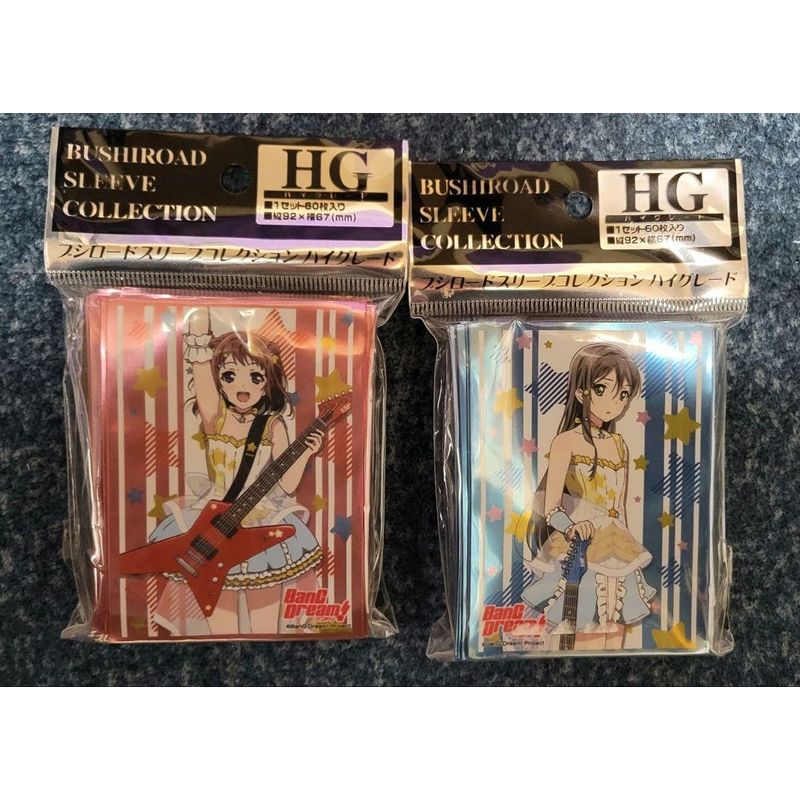 BUSHIROAD
SLEEVE
COLLECTION
HG
ハイグレード
■1セット60枚入り
■縦92×横67(mm)
ブシロードスリーブコレクション ハイグレード
BanG
Dream!
©BanG Dream! Project
BUSHIROAD
SLEEVE
COLLECTION
HG
ハイグレード
■1セット60枚入り
■縦92×横67(mm)
ブシロードスリーブコレクション ハイグレード
BanG
Dream!
©BanG Dream! Project